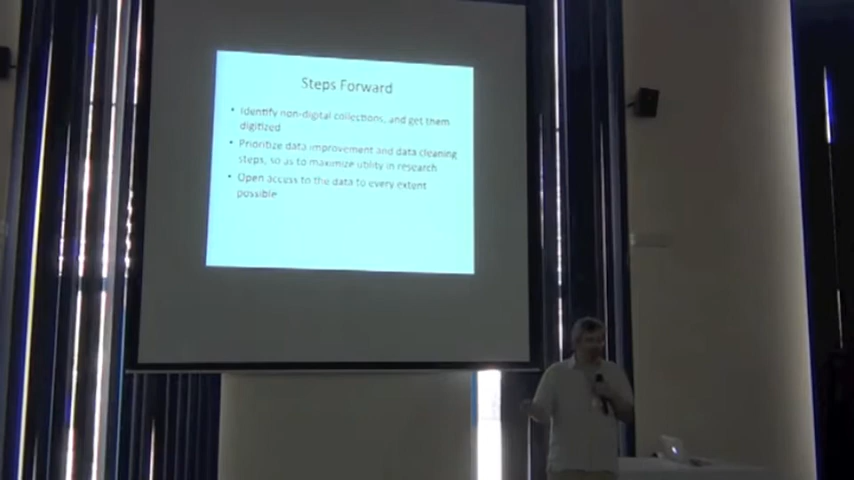 Steps Forward
• Identify non-digital collections, and get them
digitized
• Prioritize data improvement and data cleaning
steps, so as to maximize utility in research
• Open access to the data to every extent
possible